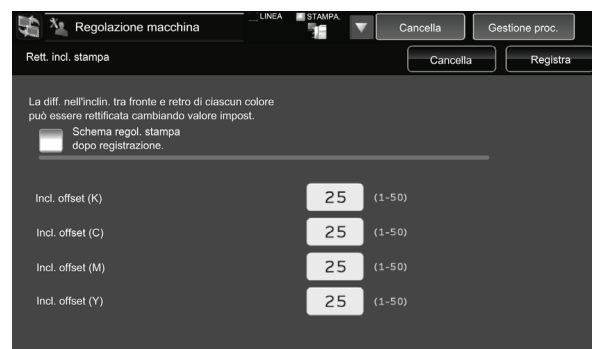 Regolazione macchina
LINEA
STAMPA.
Cancella
Gestione proc.
Rett. incl. stampa
Cancella
Registra
La diff. nell'inclin. tra fronte e retro di ciascun colore
può essere rettificata cambiando valore impost.
Schema regol. stampa
dopo registrazione.
Incl. offset (K) 25 (1-50)
Incl. offset (C) 25 (1-50)
Incl. offset (M) 25 (1-50)
Incl. offset (Y) 25 (1-50)